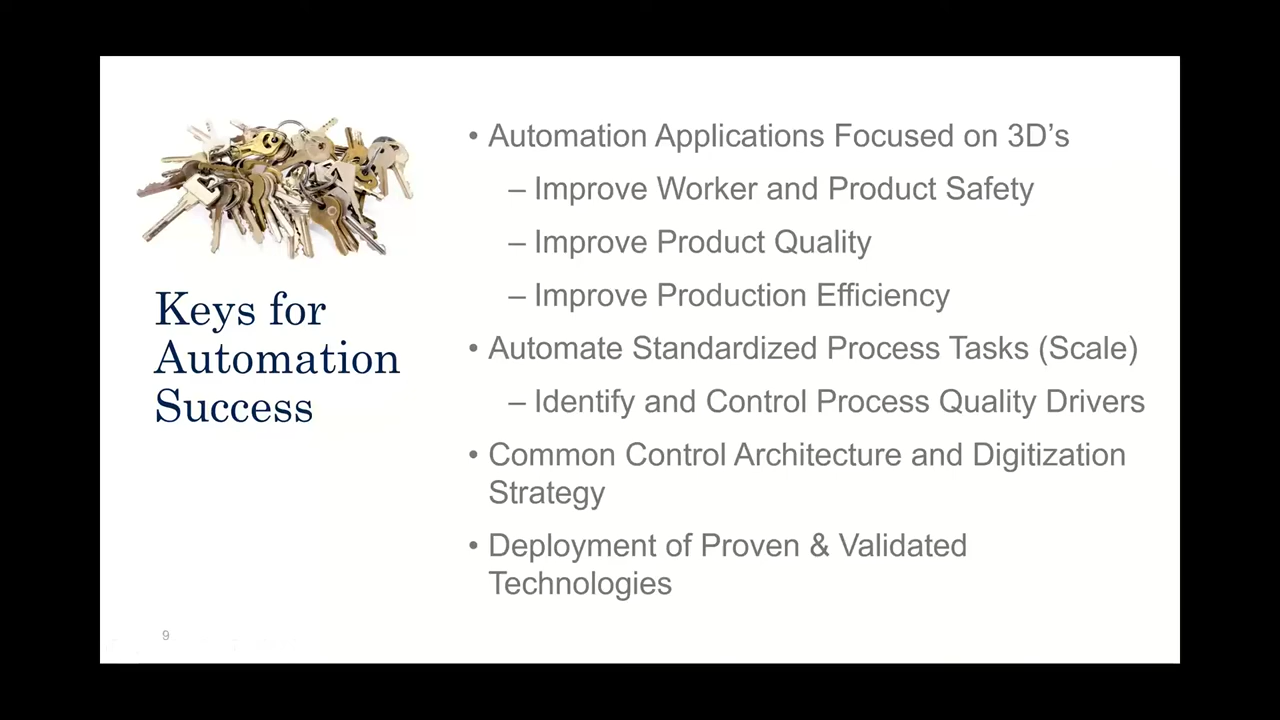 Keys for
Automation
Success
• Automation Applications Focused on 3D’s
– Improve Worker and Product Safety
– Improve Product Quality
– Improve Production Efficiency
• Automate Standardized Process Tasks (Scale)
– Identify and Control Process Quality Drivers
• Common Control Architecture and Digitization
Strategy
• Deployment of Proven & Validated
Technologies
9